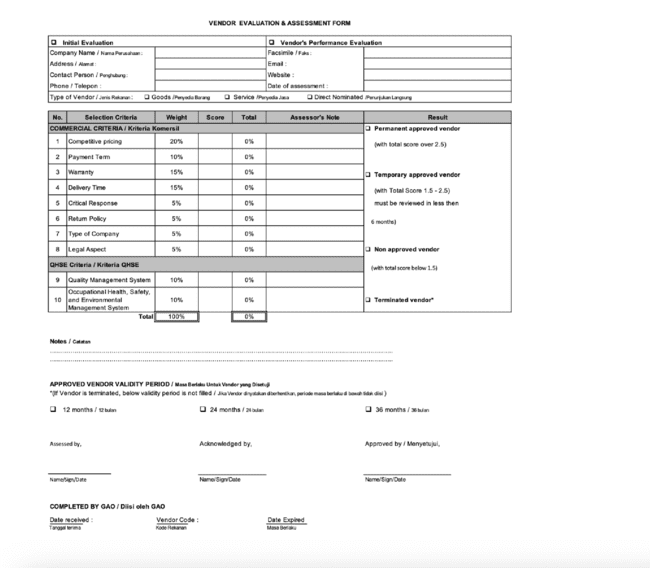 VENDOR EVALUATION & ASSESSMENT FORM
❑ Initial Evaluation ❑ Vendor's Performance Evaluation
Company Name / Nama Perusahaan : Facsimile / Faks :
Address / Alamat : Email :
Contact Person / Penghubung : Website :
Phone / Telepon : Date of assessment :
Type of Vendor / Jenis Rekanan : ❑ Goods /Penyedia Barang ❑ Service /Penyedia Jasa ❑ Direct Nominated /Penunjukan Langsung
No. Selection Criteria Weight Score Total Assessor's Note Result
COMMERCIAL CRITERIA / Kriteria Komersil ❑ Permanent approved vendor
1 Competitive pricing 20% 0% (with total score over 2.5)
2 Payment Term 10% 0%
3 Warranty 15% 0% ❑ Temporary approved vendor
4 Delivery Time 15% 0% (with Total Score 1.5 - 2.5)
5 Critical Response 5% 0% must be reviewed in less then
6 Return Policy 5% 0% 6 months)
7 Type of Company 5% 0%
8 Legal Aspect 5% 0% ❑ Non approved vendor
QHSE Criteria / Kriteria QHSE (with total score below 1.5)
9 Quality Management System 10% 0%
10 Occupational Health, Safety, and Environmental Management System 10% 0% ❑ Terminated vendor*
Total 100% 0%
Notes / Catatan
APPROVED VENDOR VALIDITY PERIOD / Masa Berlaku Untuk Vendor yang Disetujui
*(If Vendor is terminated, below validity period is not filled / Jika Vendor dinyatakan diberhentikan, periode masa berlaku di bawah tidak diisi )
❑ 12 months / 12 bulan ❑ 24 months / 24 bulan ❑ 36 months / 36 bulan
Assessed by, Acknowledged by, Approved by / Menyetujui,
Name/Sign/Date Name/Sign/Date Name/Sign/Date
COMPLETED BY GAO / Diisi oleh GAO
Date received : Vendor Code : Date Expired
Tanggal terima Kode Rekanan Masa Berlaku